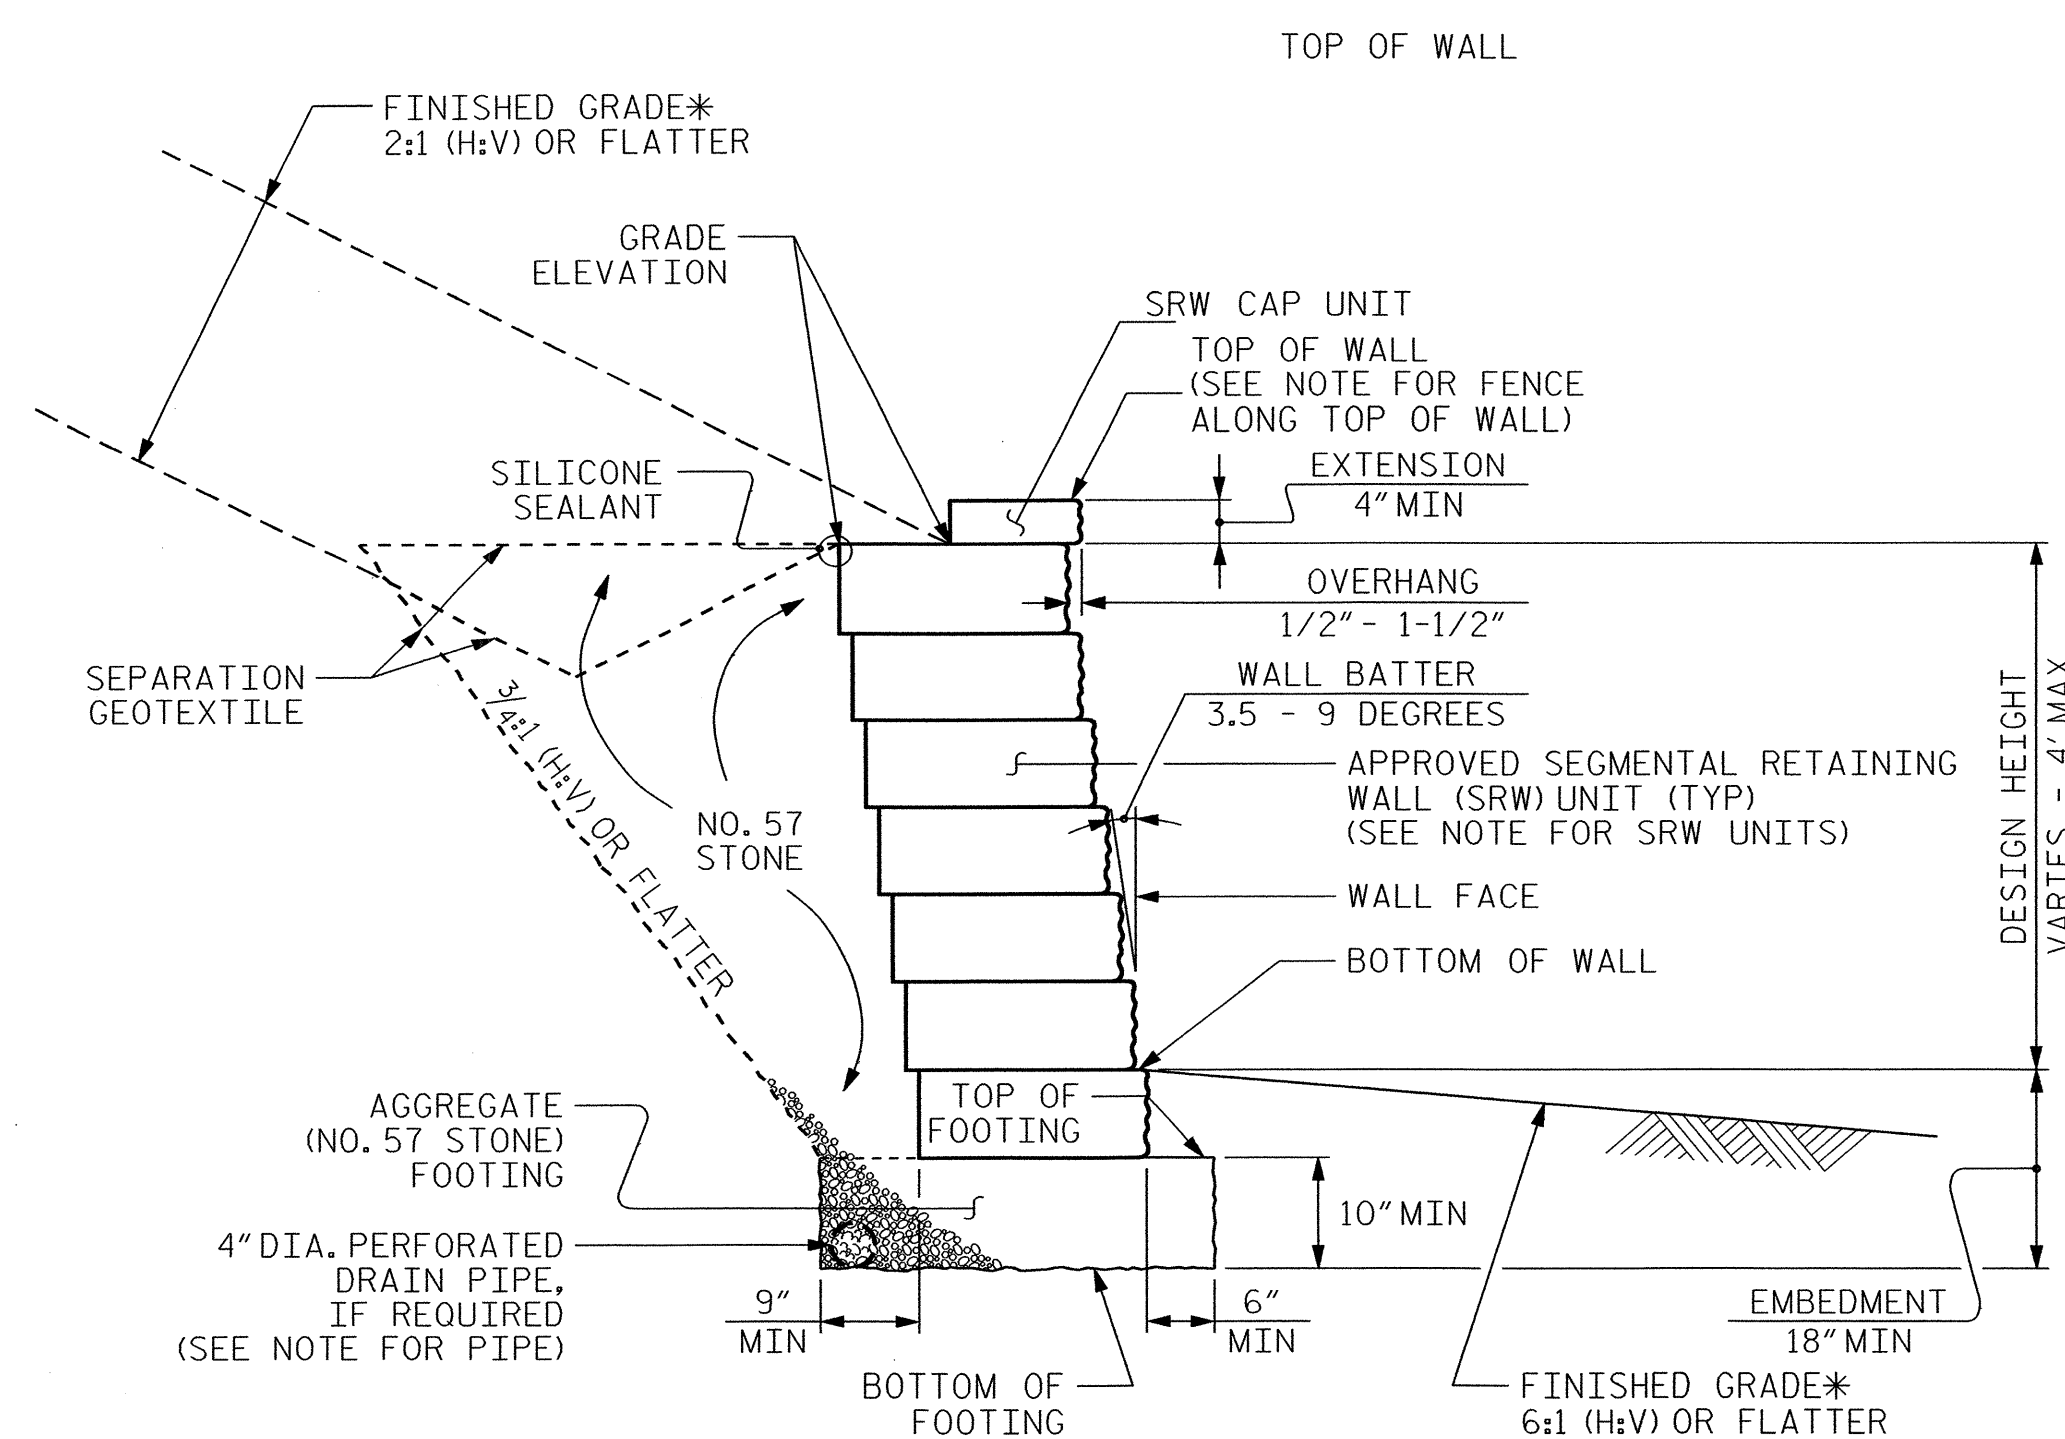 TOP OF WALL
FINISHED GRADE*
2:1 (H:V) OR FLATTER
GRADE
ELEVATION
SRW CAP UNIT
TOP OF WALL
(SEE NOTE FOR FENCE
ALONG TOP OF WALL)
SILICONE
SEALANT
EXTENSION
4" MIN
OVERHANG
1/2" - 1-1/2"
SEPARATION
GEOTEXTILE
WALL BATTER
3.5 - 9 DEGREES
3/4:1 (H:V) OR FLATTER
APPROVED SEGMENTAL RETAINING
WALL (SRW) UNIT (TYP)
(SEE NOTE FOR SRW UNITS)
DESIGN HEIGHT
VARIES - 4' MAX
NO. 57
STONE
WALL FACE
BOTTOM OF WALL
AGGREGATE
(NO. 57 STONE)
FOOTING
TOP OF
FOOTING
10" MIN
4" DIA. PERFORATED
DRAIN PIPE,
IF REQUIRED
(SEE NOTE FOR PIPE)
9"
MIN
6"
MIN
EMBEDMENT
18" MIN
BOTTOM OF
FOOTING
FINISHED GRADE*
6:1 (H:V) OR FLATTER